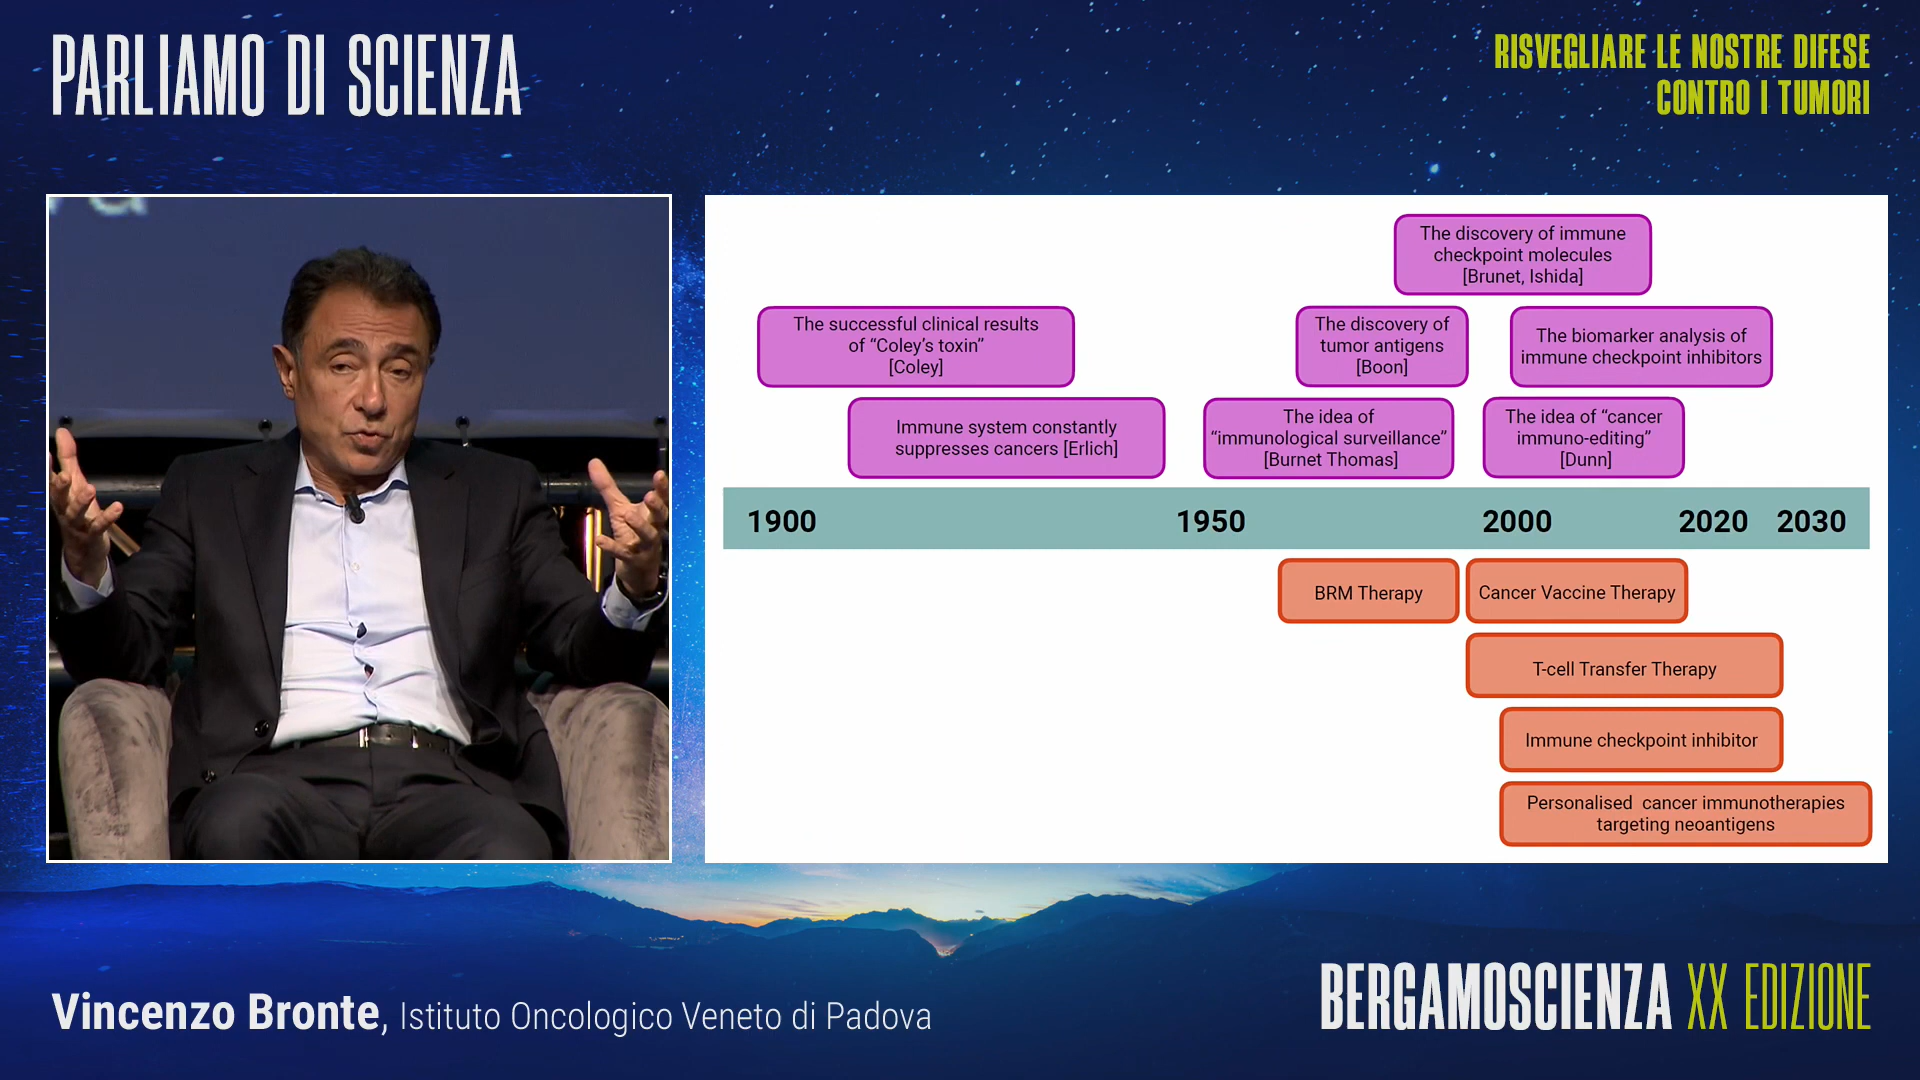 PARLIAMO DI SCIENZA
RISVEGLIARE LE NOSTRE DIFESE
CONTRO I TUMORI
The discovery of immune
checkpoint molecules
[Brunet, Ishida]
The successful clinical results
of “Coley’s toxin”
[Coley]
The discovery of
tumor antigens
[Boon]
The biomarker analysis of
immune checkpoint inhibitors
Immune system constantly
suppresses cancers [Erlich]
The idea of
“immunological surveillance”
[Burnet Thomas]
The idea of “cancer
immuno-editing”
[Dunn]
1900 1950 2000 2020 2030
BRM Therapy
Cancer Vaccine Therapy
T-cell Transfer Therapy
Immune checkpoint inhibitor
Personalised cancer immunotherapies
targeting neoantigens
Vincenzo Bronte, Istituto Oncologico Veneto di Padova
BERGAMOSCIENZA XX EDIZIONE